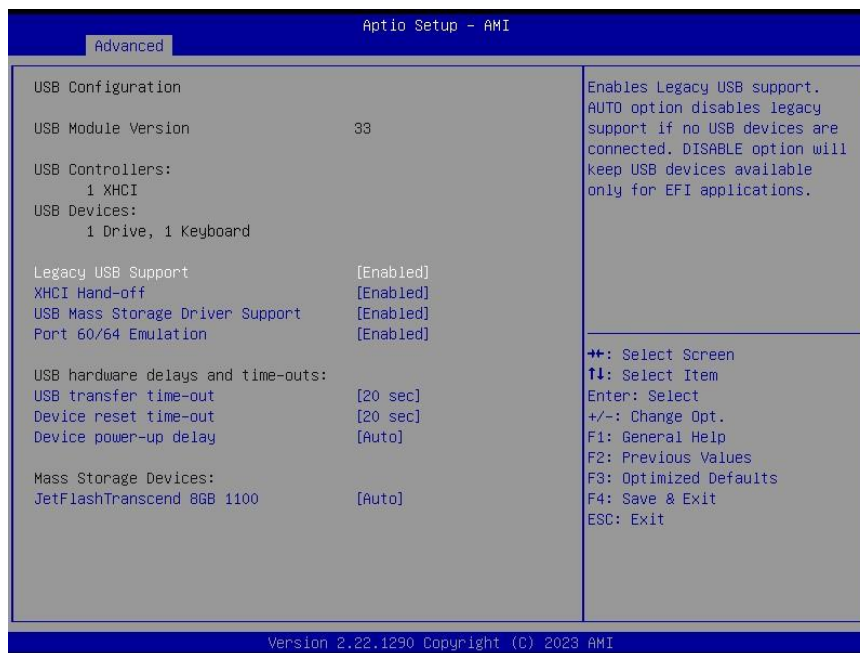 Aptio Setup - AMI
Advanced
USB Configuration
USB Module Version 33
USB Controllers:
1 XHCI
USB Devices:
1 Drive, 1 Keyboard
Legacy USB Support [Enabled]
XHCI Hand-off [Enabled]
USB Mass Storage Driver Support [Enabled]
Port 60/64 Emulation [Enabled]
USB hardware delays and time-outs:
USB transfer time-out [20 sec]
Device reset time-out [20 sec]
Device power-up delay [Auto]
Mass Storage Devices:
JetFlashTranscend 8GB 1100 [Auto]
Enables Legacy USB support.
AUTO option disables legacy
support if no USB devices are
connected. DISABLE option will
keep USB devices available
only for EFI applications.
→←: Select Screen
↑↓: Select Item
Enter: Select
+/-: Change Opt.
F1: General Help
F2: Previous Values
F3: Optimized Defaults
F4: Save & Exit
ESC: Exit
Version 2.22.1290 Copyright (C) 2023 AMI